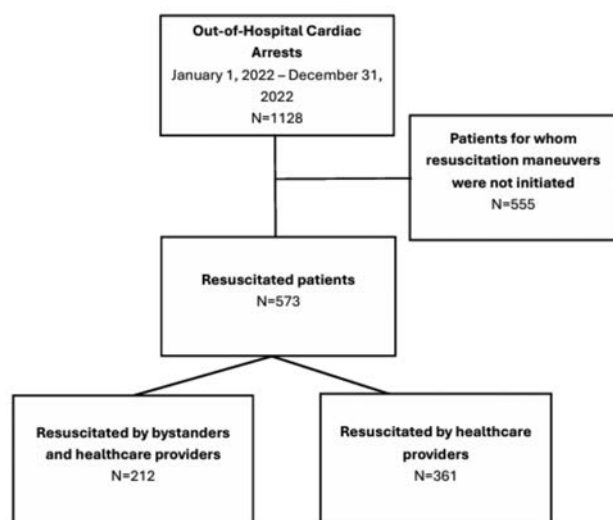 Out-of-Hospital Cardiac
Arrests
January 1, 2022 – December 31,
2022
N=1128
Patients for whom
resuscitation maneuvers
were not initiated
N=555
Resuscitated patients
N=573
Resuscitated by bystanders
and healthcare providers
N=212
Resuscitated by healthcare
providers
N=361